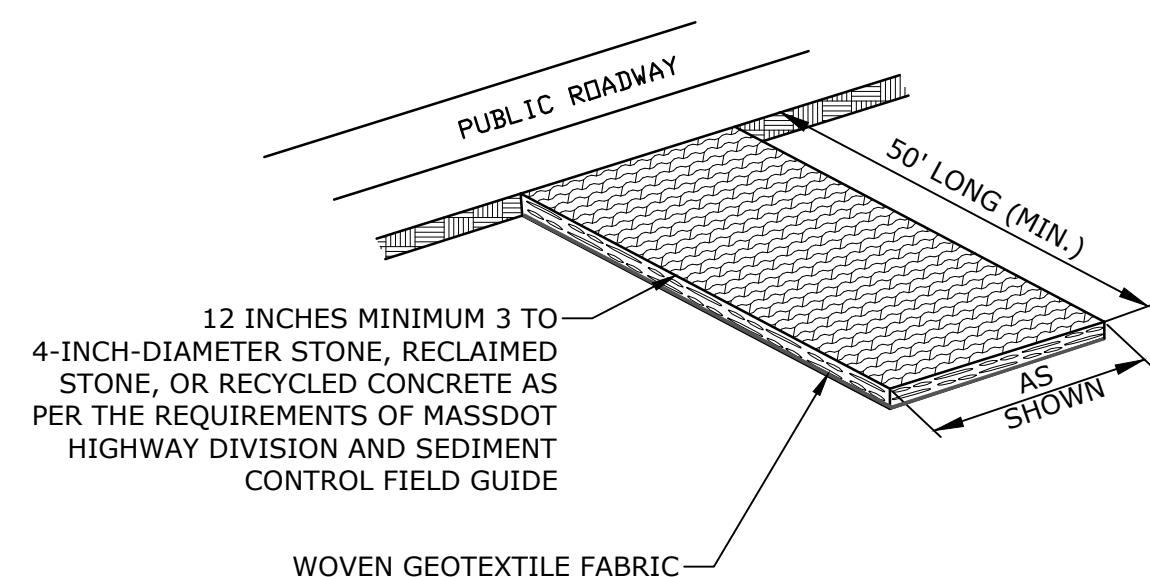 PUBLIC ROADWAY
50' LONG (MIN.)
12 INCHES MINIMUM 3 TO
4-INCH-DIAMETER STONE, RECLAIMED
STONE, OR RECYCLED CONCRETE AS
PER THE REQUIREMENTS OF MASSDOT
HIGHWAY DIVISION AND SEDIMENT
CONTROL FIELD GUIDE
AS
SHOWN
WOVEN GEOTEXTILE FABRIC